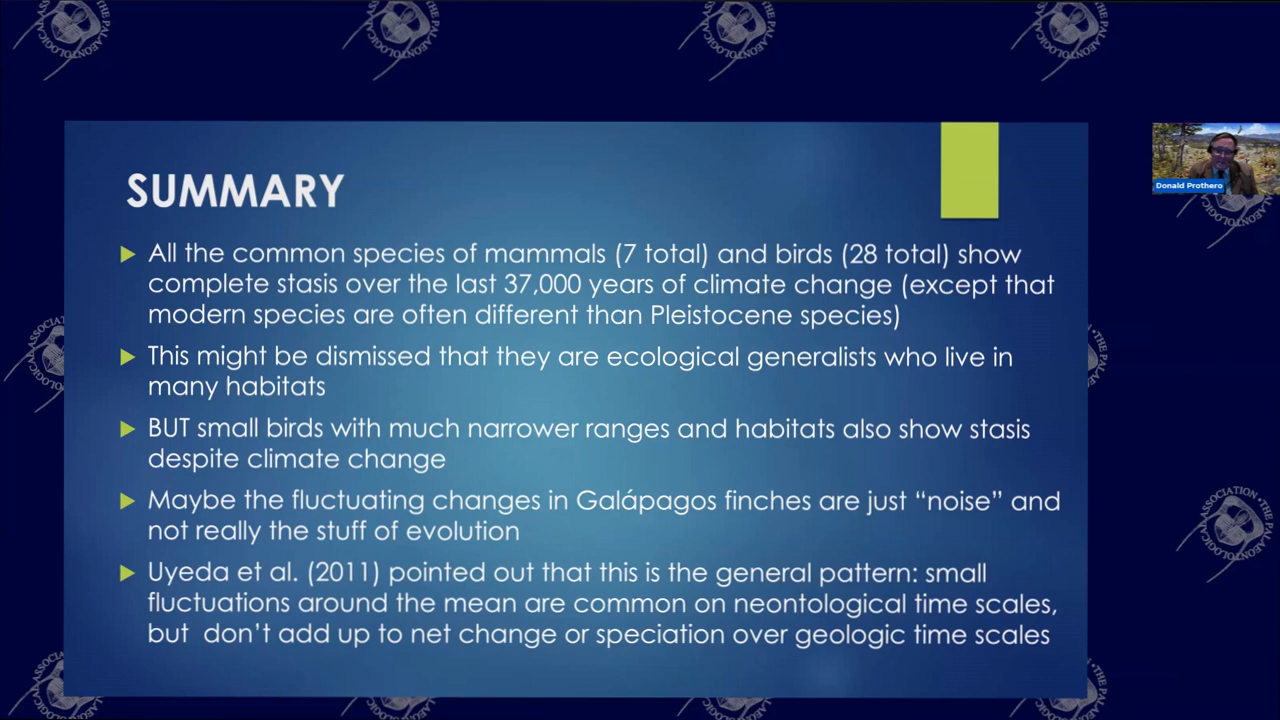 SUMMARY
All the common species of mammals (7 total) and birds (28 total) show
complete stasis over the last 37,000 years of climate change (except that
modern species are often different than Pleistocene species)
This might be dismissed that they are ecological generalists who live in
many habitats
BUT small birds with much narrower ranges and habitats also show stasis
despite climate change
Maybe the fluctuating changes in Galápagos finches are just “noise” and
not really the stuff of evolution
Uyeda et al. (2011) pointed out that this is the general pattern: small
fluctuations around the mean are common on neontological time scales,
but  don’t add up to net change or speciation over geologic time scales
Donald Prothero
ASSOCIATION • THE PALAEONTOLOGICAL